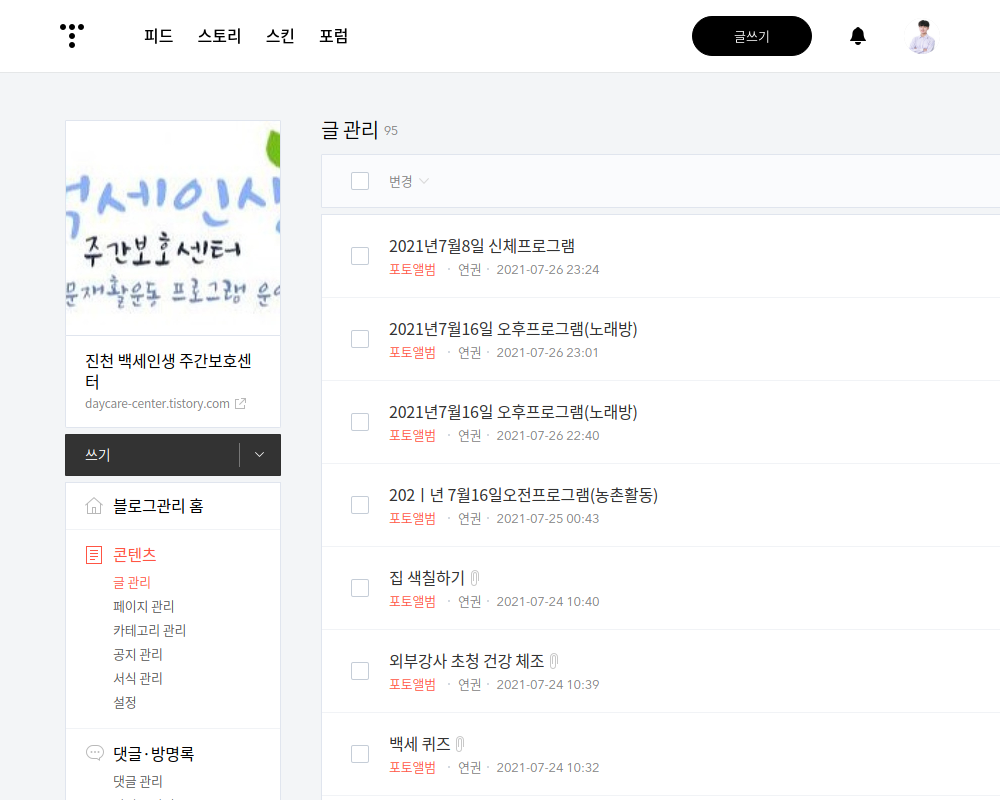 피드 스토리 스킨 포럼 글쓰기
백세인생
주간보호센터
프로그램
진천 백세인생 주간보호센
터
daycare-center.tistory.com
쓰기
블로그관리 홈
콘텐츠
글 관리
페이지 관리
카테고리 관리
공지 관리
서식 관리
설정
댓글·방명록
댓글 관리
글 관리 95
변경
2021년7월8일 신체프로그램
포토앨범 · 연권 · 2021-07-26 23:24
2021년7월16일 오후프로그램(노래방)
포토앨범 · 연권 · 2021-07-26 23:01
2021년7월16일 오후프로그램(노래방)
포토앨범 · 연권 · 2021-07-26 22:40
202ㅣ년 7월16일오전프로그램(농촌활동)
포토앨범 · 연권 · 2021-07-25 00:43
집 색칠하기
포토앨범 · 연권 · 2021-07-24 10:40
외부강사 초청 건강 체조
포토앨범 · 연권 · 2021-07-24 10:39
백세 퀴즈
포토앨범 · 연권 · 2021-07-24 10:32